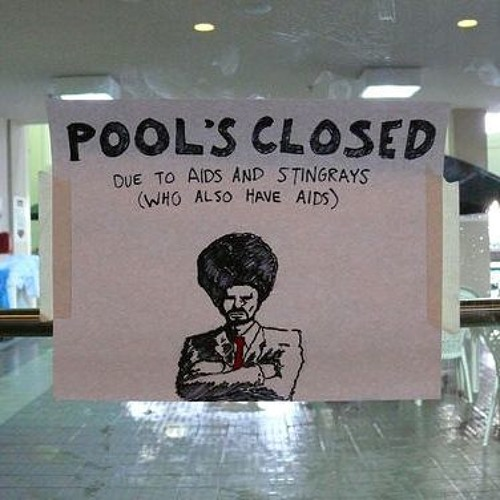 POOL'S CLOSED
DUE TO AIDS AND STINGRAYS
(WHO ALSO HAVE AIDS)